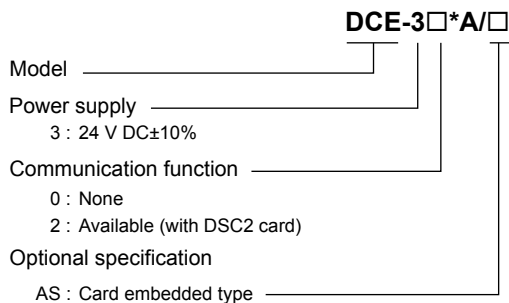 DCE-3□*A/□
Model
Power supply
3 : 24 V DC±10%
Communication function
0 : None
2 : Available (with DSC2 card)
Optional specification
AS : Card embedded type